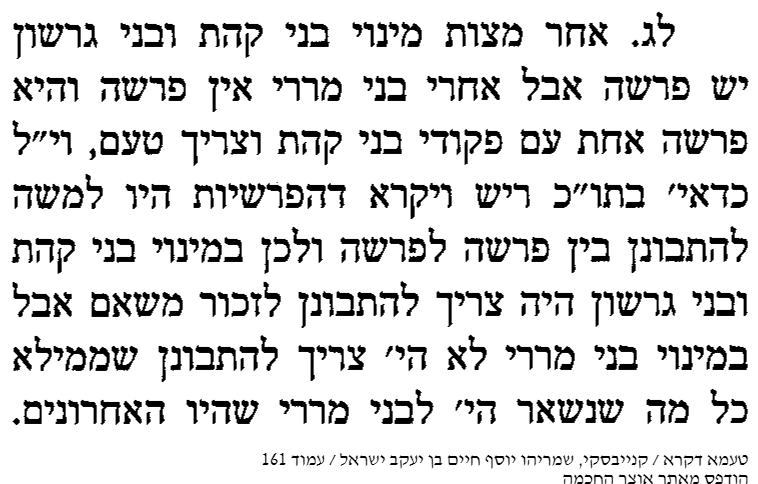 לג. אחר מצות מינוי בני קהת ובני גרשון
יש פרשה אבל אחרי בני מררי אין פרשה והיא
פרשה אחת עם פקודי בני קהת וצריך טעם, וי״ל
כדאי׳ בתו״כ ריש ויקרא דהפרשיות היו למשה
להתבונן בין פרשה לפרשה ולכן במינוי בני קהת
ובני גרשון היה צריך להתבונן לזכור משאם אבל
במינוי בני מררי לא הי׳ צריך להתבונן שממילא
כל מה שנשאר הי׳ לבני מררי שהיו האחרונים.
טעמא דקרא / קנייבסקי, שמריהו יוסף חיים בן יעקב ישראל / עמוד 161
הודפס מאתר אוצר החכמה